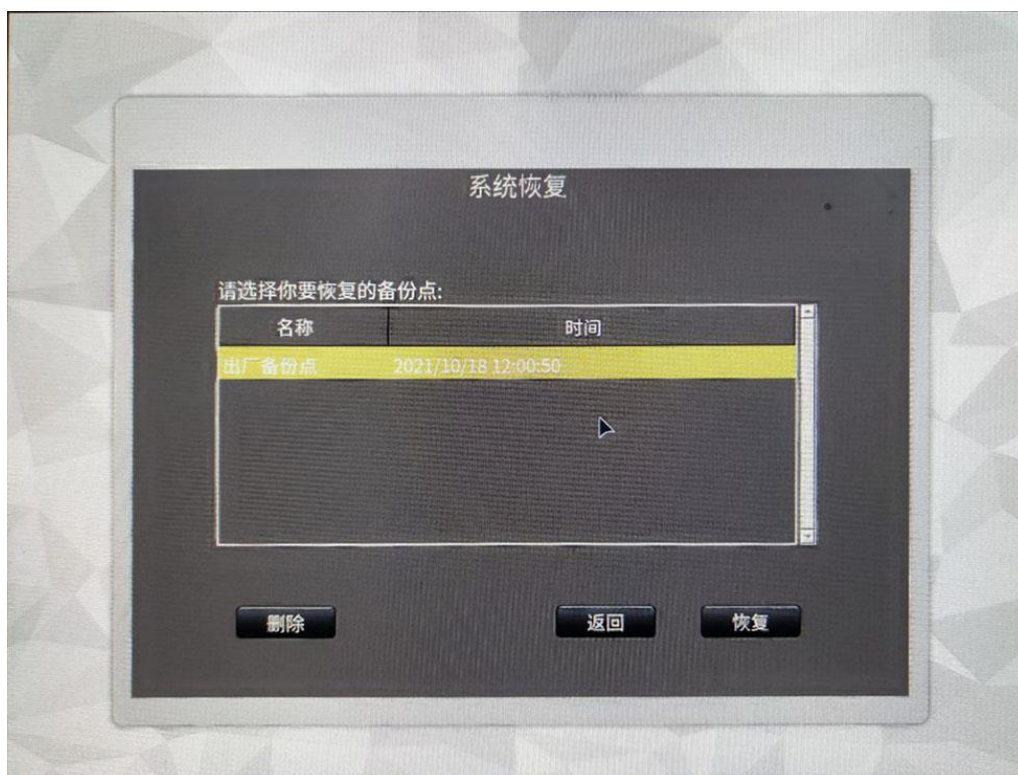 系统恢复
请选择你要恢复的备份点:
名称 时间
出厂备份点 2021/10/18 12:00:50
删除 返回 恢复